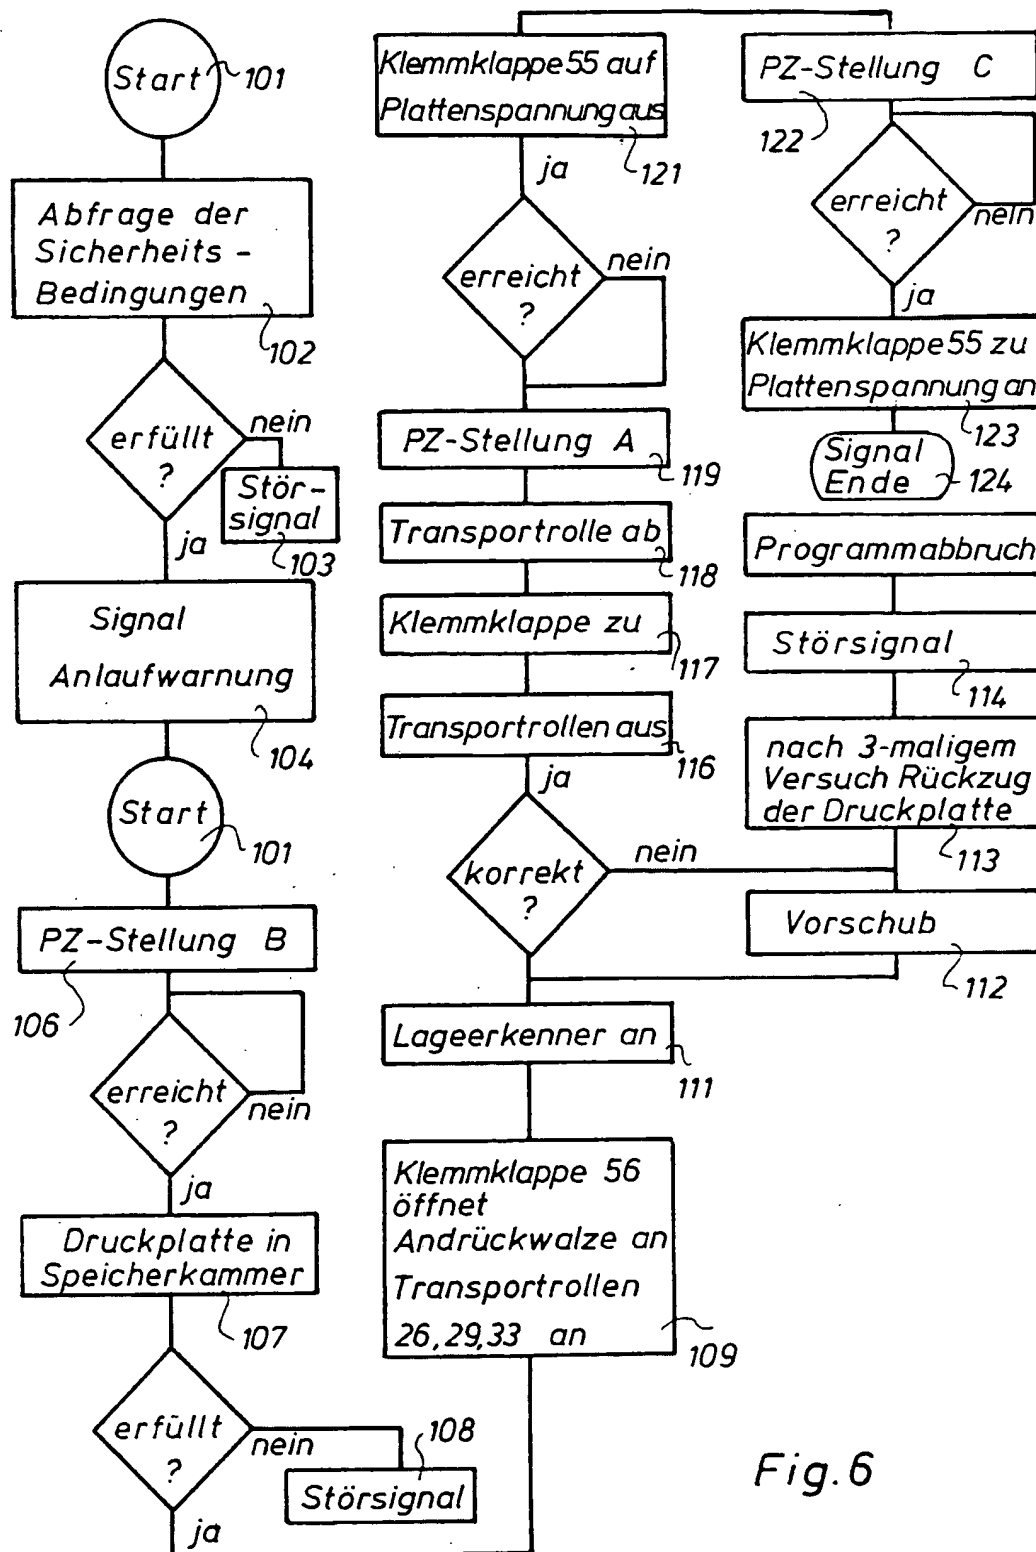 Start
101
Abfrage der
Sicherheits-
Bedingungen
102
erfüllt
?
nein
Stör-
signal
103
ja
Signal
Anlaufwarnung
104
Start
101
PZ-Stellung B
106
erreicht
?
nein
ja
Druckplatte in
Speicherkammer
107
erfüllt
?
nein
108
Störsignal
ja
Klemmklappe 55 auf
Plattenspannung aus
121
ja
erreicht
?
nein
PZ-Stellung A
119
Transportrolle ab
118
Klemmklappe zu
117
Transportrollen aus
116
ja
korrekt
?
nein
Lageerkenner an
111
Klemmklappe 56
öffnet
Andrückwalze an
Transportrollen
26, 29, 33 an
109
PZ-Stellung C
122
erreicht
?
nein
ja
Klemmklappe 55 zu
Plattenspannung an
123
Signal
Ende
124
Programmabbruch
Störsignal
114
nach 3-maligem
Versuch Rückzug
der Druckplatte
113
Vorschub
112
Fig. 6